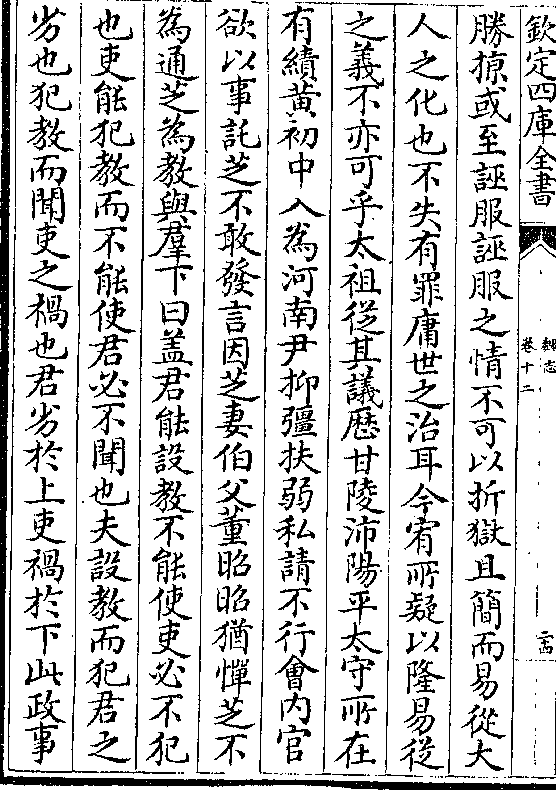 欽定四庫全書
魏志
卷十二
二十四
勝掠或至誣服誣服之情不可以折獄且簡而易從大
人之化也不失有罪庸世之治耳今宥所疑以隆易從
之義不亦可乎太祖從其議歷甘陵沛陽平太守所在
有績黃初中入為河南尹抑彊扶弱私請不行會内官
欲以事託芝不敢發言因芝妻伯父董昭昭猶憚芝不
為通芝為教與羣下曰盖君能設教不能使吏必不犯
也吏能犯教而不能使君必不聞也夫設教而犯君之
劣也犯教而聞吏之禍也君劣於上吏禍於下此政事